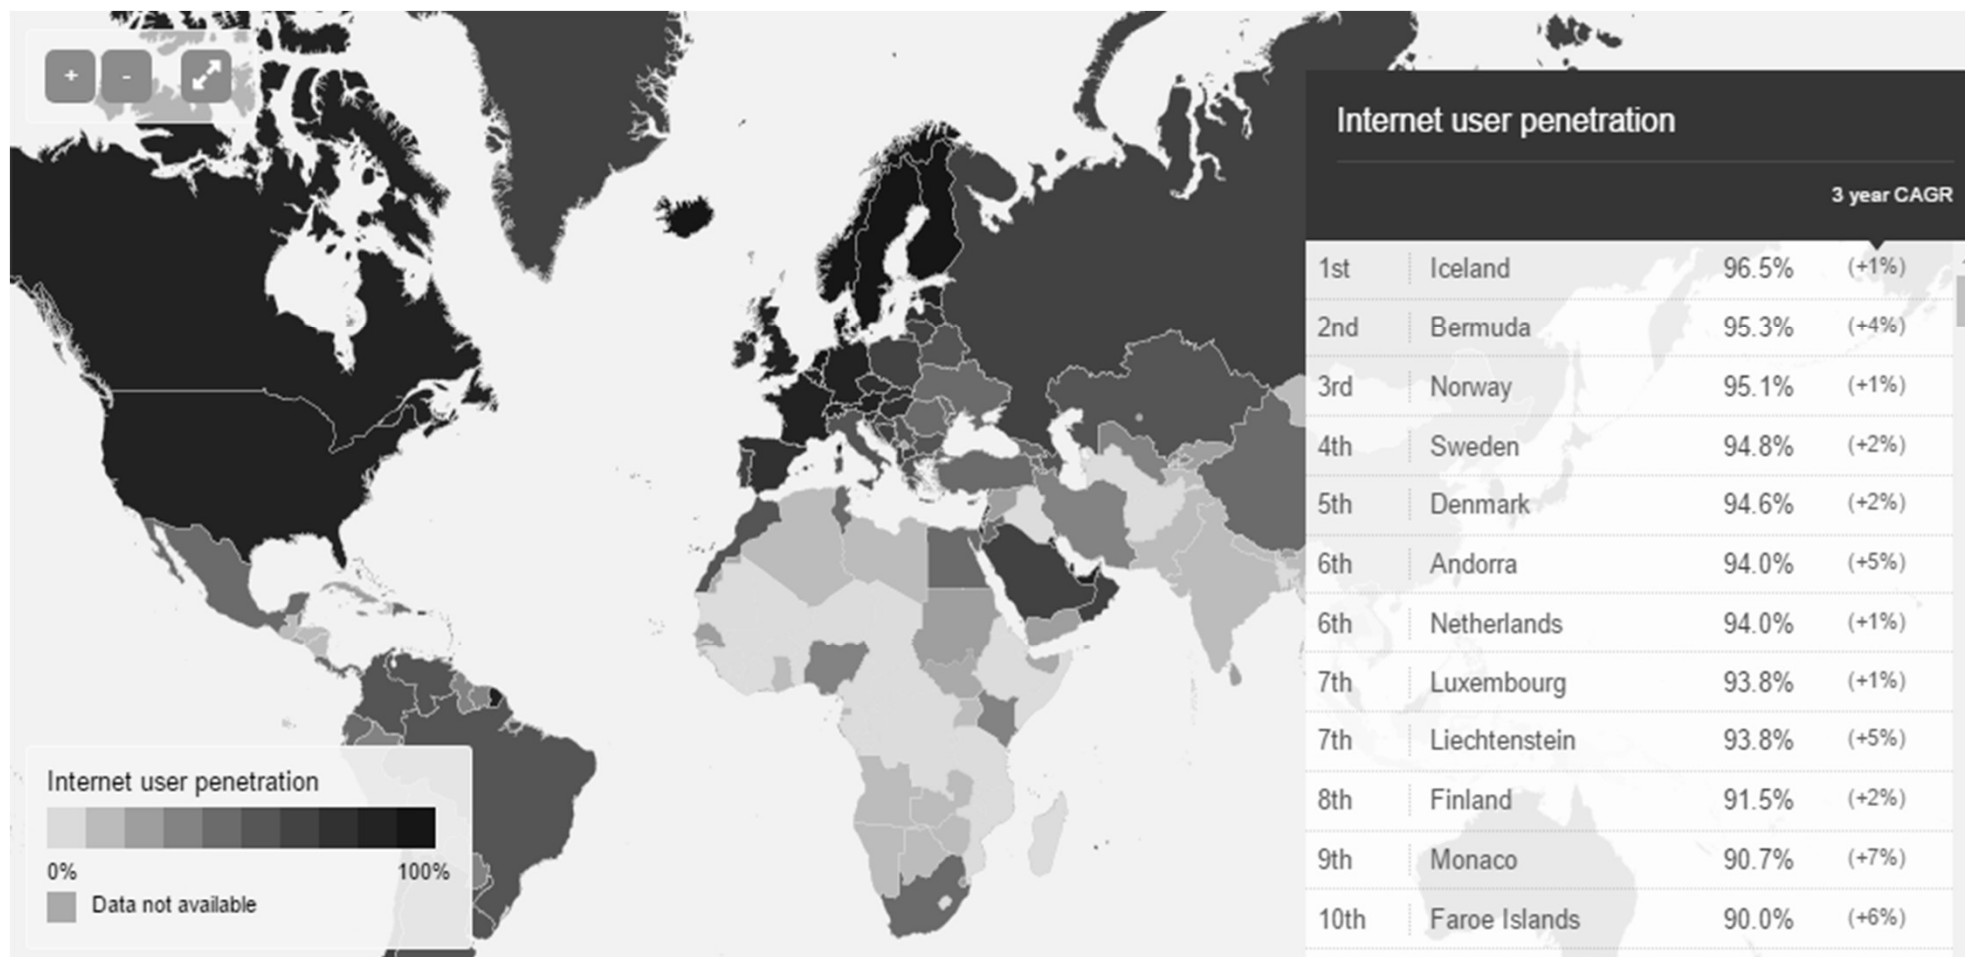 + -
Internet user penetration
3 year CAGR
1st Iceland 96.5% (+1%)
2nd Bermuda 95.3% (+4%)
3rd Norway 95.1% (+1%)
4th Sweden 94.8% (+2%)
5th Denmark 94.6% (+2%)
6th Andorra 94.0% (+5%)
6th Netherlands 94.0% (+1%)
7th Luxembourg 93.8% (+1%)
7th Liechtenstein 93.8% (+5%)
8th Finland 91.5% (+2%)
9th Monaco 90.7% (+7%)
10th Faroe Islands 90.0% (+6%)
Internet user penetration
0% 100%
Data not available